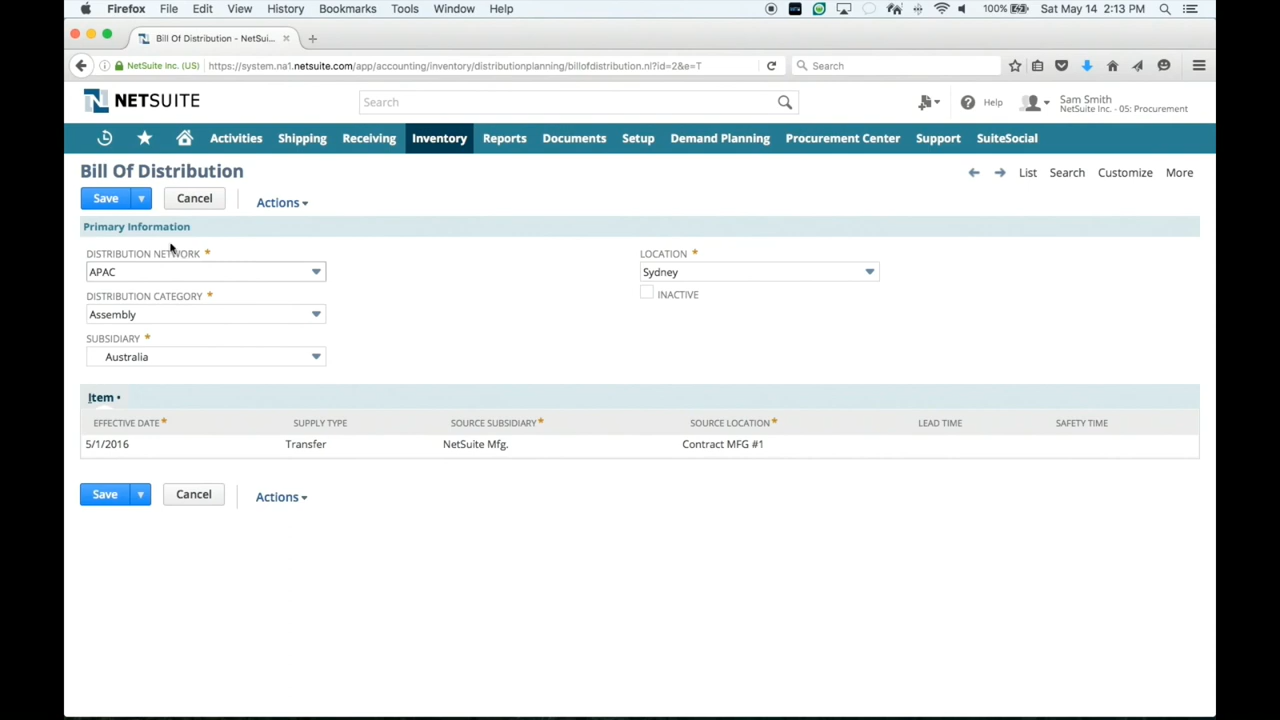 Firefox File Edit View History Bookmarks Tools Window Help 100% Sat May 14 2:13 PM
Bill Of Distribution - NetSui...
NetSuite Inc. (US) https://system.na1.netsuite.com/app/accounting/inventory/distributionplanning/billofdistribution.nl?id=2&e=T Search
NETSUITE Search Help Sam Smith
NetSuite Inc. - 05: Procurement
Activities Shipping Receiving Inventory Reports Documents Setup Demand Planning Procurement Center Support SuiteSocial
Bill Of Distribution List Search Customize More
Save Cancel Actions
Primary Information
DISTRIBUTION NETWORK * LOCATION *
APAC Sydney
DISTRIBUTION CATEGORY * INACTIVE
Assembly
SUBSIDIARY *
Australia
Item •
EFFECTIVE DATE * SUPPLY TYPE SOURCE SUBSIDIARY * SOURCE LOCATION * LEAD TIME SAFETY TIME
5/1/2016 Transfer NetSuite Mfg. Contract MFG #1
Save Cancel Actions